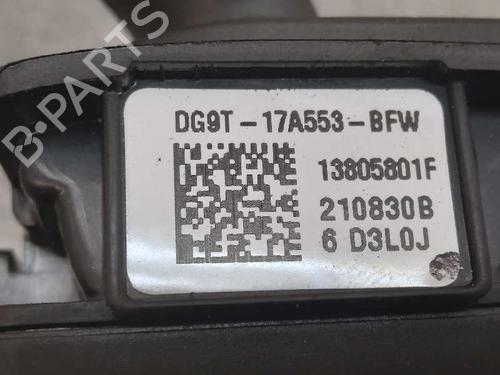 DG9T-17A553-BFW
13805801F
210830B
6 D3L0J
B-PARTS